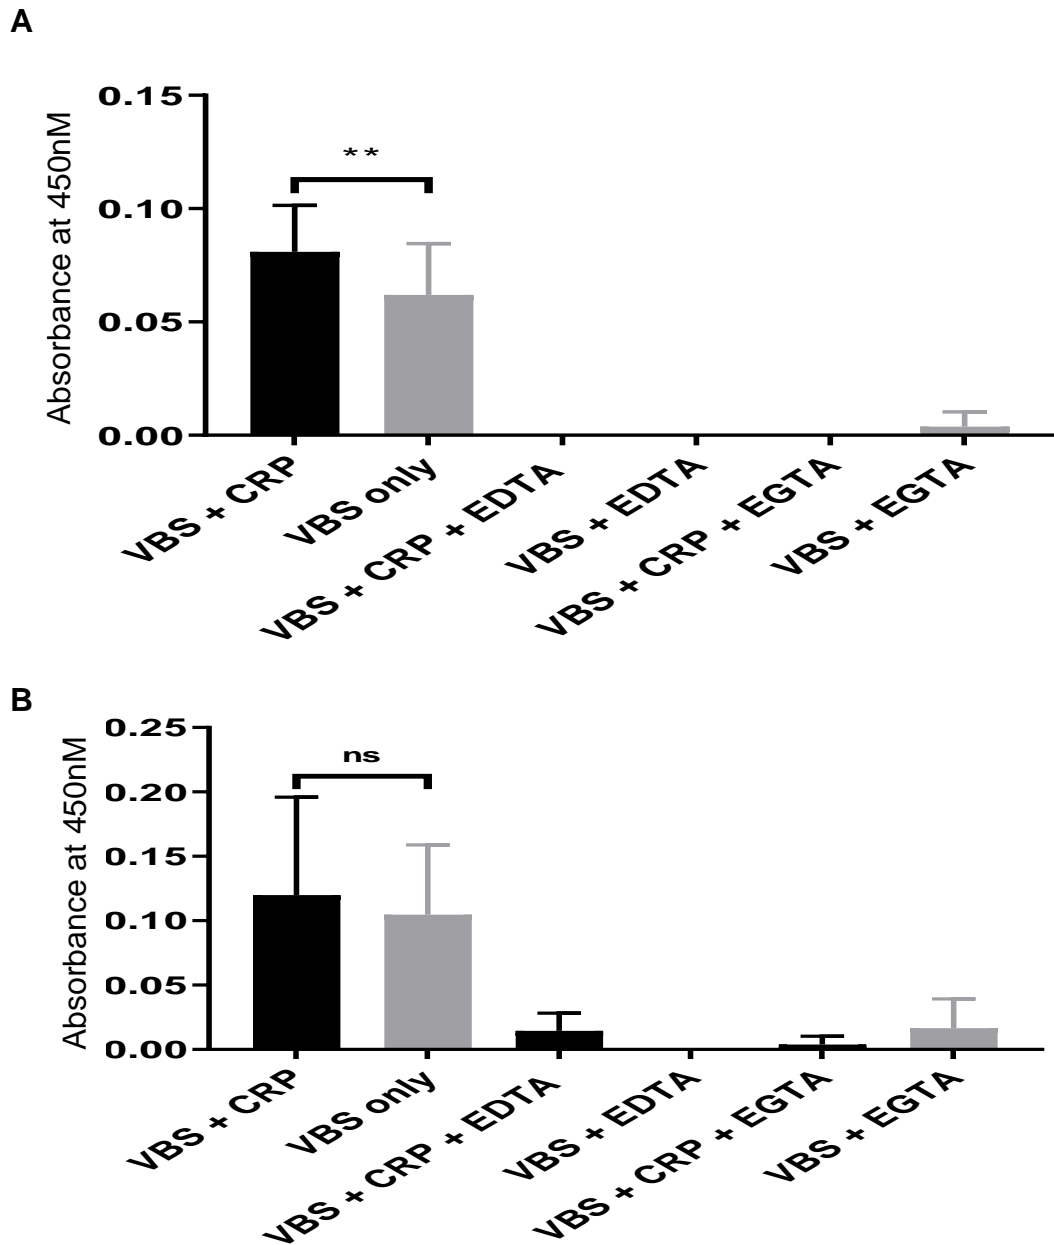 A
Absorbance at 450nM
0.15
0.10
0.05
0.00
**
VBS + CRP
VBS only
VBS + CRP + EDTA
VBS + EDTA
VBS + CRP + EGTA
VBS + EGTA
B
Absorbance at 450nM
0.25
0.20
0.15
0.10
0.05
0.00
ns
VBS + CRP
VBS only
VBS + CRP + EDTA
VBS + EDTA
VBS + CRP + EGTA
VBS + EGTA